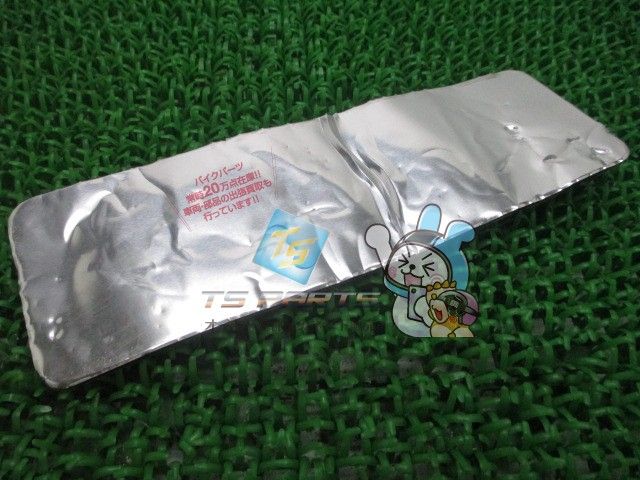 バイクパーツ
常時20万点在庫!!
車両・部品の出張買取も
行っています!!
TS
TS PARTS